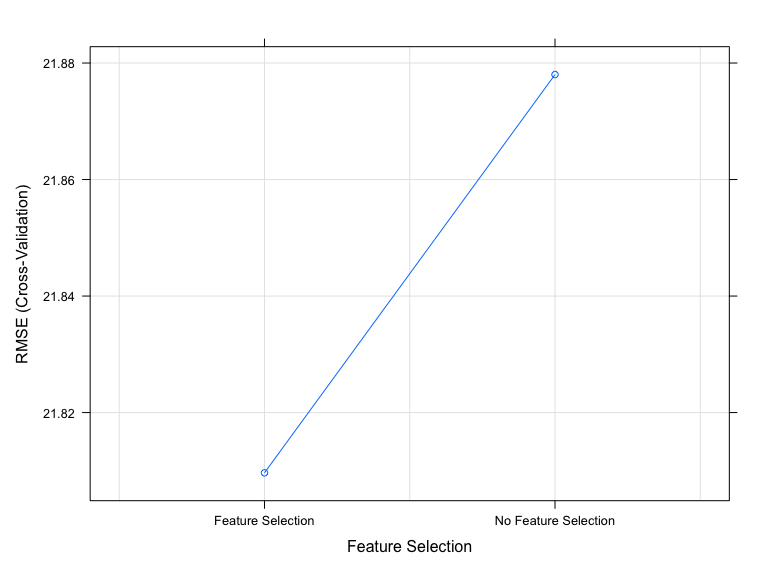 21.88
21.86
21.84
21.82
RMSE (Cross-Validation)
Feature Selection
No Feature Selection
Feature Selection